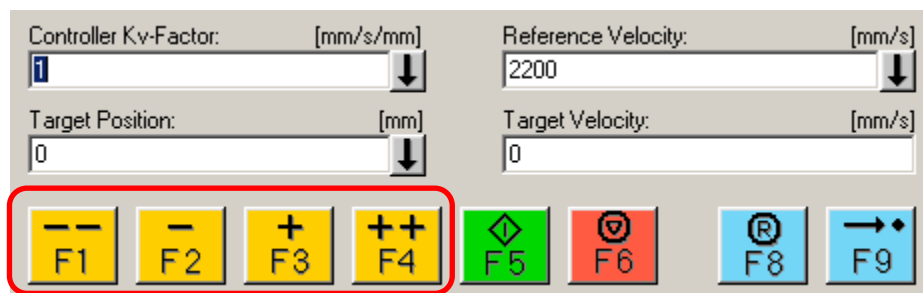 Controller Kv-Factor: [mm/s/mm] Reference Velocity: [mm/s]
1 2200
Target Position: [mm] Target Velocity: [mm/s]
0 0
-- - + ++ R
F1 F2 F3 F4 F5 F6 F8 F9